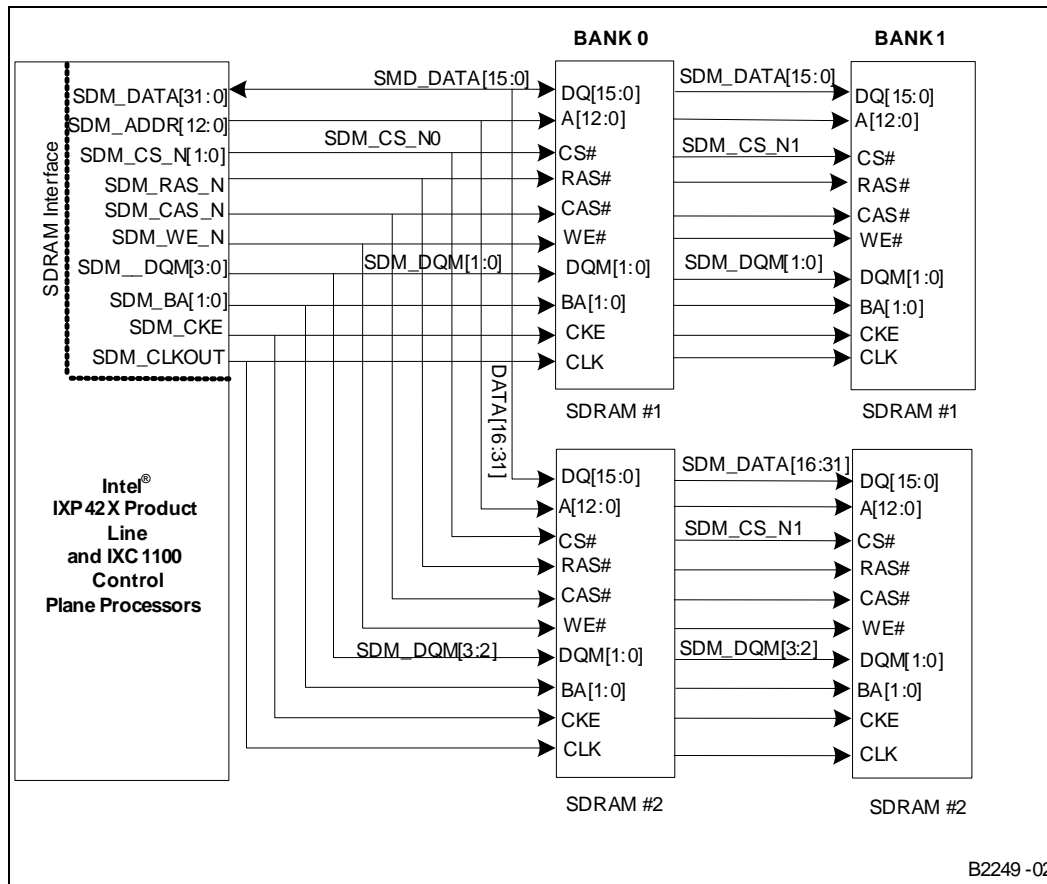 BANK 0
BANK 1
SDRAM Interface
SDM_DATA[31:0]
SDM_ADDR[12:0]
SDM_CS_N[1:0]
SDM_RAS_N
SDM_CAS_N
SDM_WE_N
SDM__DQM[3:0]
SDM_BA[1:0]
SDM_CKE
SDM_CLKOUT
SMD_DATA[15:0]
SDM_CS_N0
SDM_DQM[1:0]
DATA[16:31]
DQ[15:0]
A[12:0]
CS#
RAS#
CAS#
WE#
DQM[1:0]
BA[1:0]
CKE
CLK
SDRAM #1
SDM_DATA[15:0]
SDM_CS_N1
SDM_DQM[1:0]
DQ[15:0]
A[12:0]
CS#
RAS#
CAS#
WE#
DQM[1:0]
BA[1:0]
CKE
CLK
SDRAM #1
Intel®
IXP42X Product
Line
and IXC1100
Control
Plane Processors
SDM_DQM[3:2]
DQ[15:0]
A[12:0]
CS#
RAS#
CAS#
WE#
DQM[1:0]
BA[1:0]
CKE
CLK
SDRAM #2
SDM_DATA[16:31]
SDM_CS_N1
SDM_DQM[3:2]
DQ[15:0]
A[12:0]
CS#
RAS#
CAS#
WE#
DQM[1:0]
BA[1:0]
CKE
CLK
SDRAM #2
B2249-02